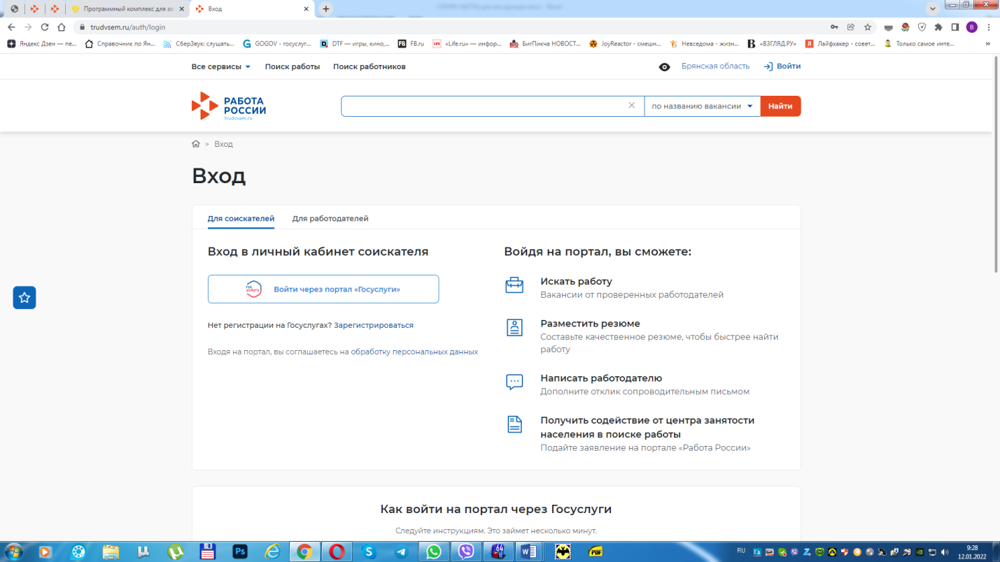 Программный комплекс для ав
Вход
trudvsem.ru/auth/login
Яндекс Дзен — пе...
Справочник по Ян...
СберЗвук: слушать...
GOGOV - госуслуг...
DTF — игры, кино,...
FB.ru
«Life.ru» — инфор...
БигПикча НОВОСТ...
JoyReactor - смешн...
Невседома - жизн...
«ВЗГЛЯД.РУ»
Лайфхакер - совет...
Только самое инте...
Все сервисы
Поиск работы
Поиск работников
Брянская область
Войти
РАБОТА
РОССИИ
trudvsem.ru
по названию вакансии
Найти
> Вход
Вход
Для соискателей
Для работодателей
Вход в личный кабинет соискателя
госуслуги
Войти через портал «Госуслуги»
Нет регистрации на Госуслугах? Зарегистрироваться
Входя на портал, вы соглашаетесь на обработку персональных данных
Войдя на портал, вы сможете:
Искать работу
Вакансии от проверенных работодателей
Разместить резюме
Составьте качественное резюме, чтобы быстрее найти
работу
Написать работодателю
Дополните отклик сопроводительным письмом
Получить содействие от центра занятости
населения в поиске работы
Подайте заявление на портале «Работа России»
Как войти на портал через Госуслуги
Следуйте инструкциям. Это займет несколько минут.
Ps
64
PDF
RU
9:28
12.01.2022